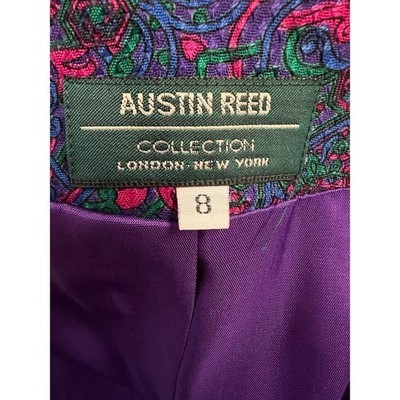 AUSTIN REED
COLLECTION
LONDON-NEW YORK
8